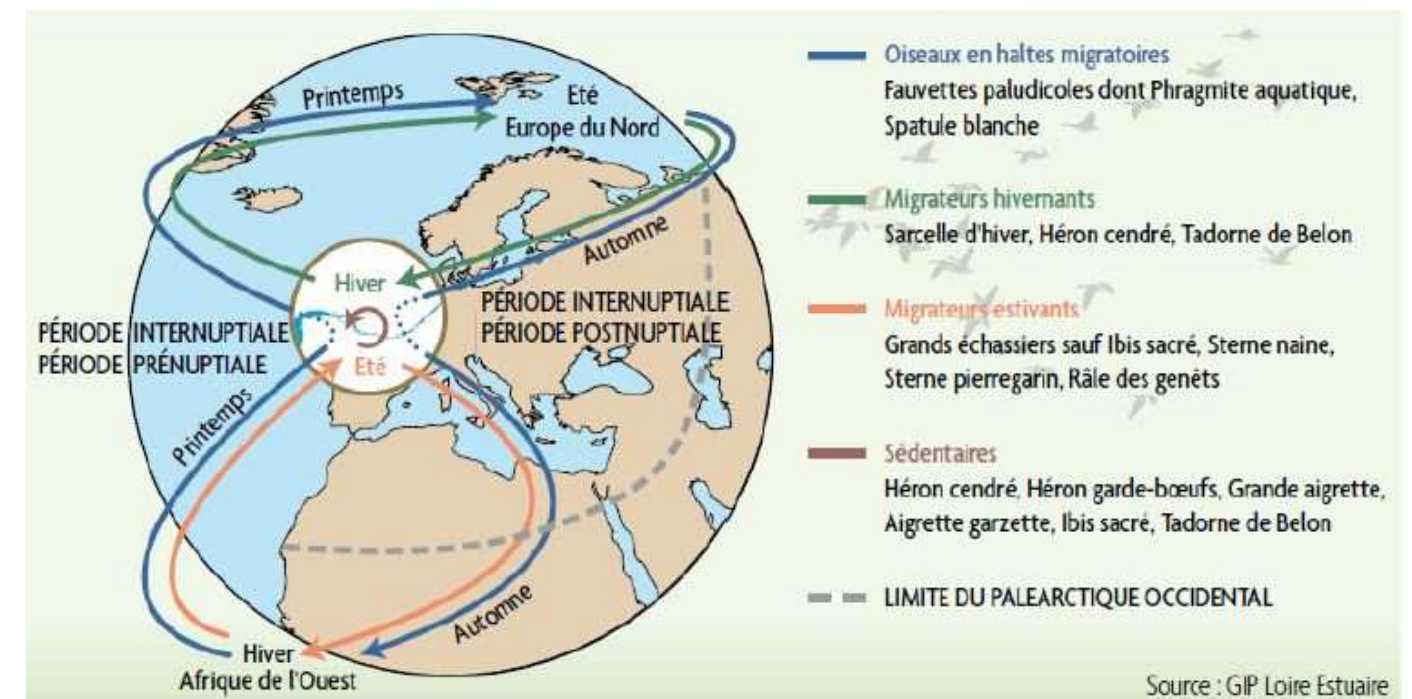 Printemps
Eté
Europe du Nord
Automne
Hiver
PÉRIODE INTERNUPTIALE
PÉRIODE POSTNUPTIALE
PÉRIODE INTERNUPTIALE
PÉRIODE PRÉNUPTIALE
Eté
Printemps
Automne
Hiver
Afrique de l'Ouest
Oiseaux en haltes migratoires
Fauvettes paludicoles dont Phragmite aquatique,
Spatule blanche
Migrateurs hivernants
Sarcelle d'hiver, Héron cendré, Tadorne de Belon
Migrateurs estivants
Grands échassiers sauf Ibis sacré, Sterne naine,
Sterne pierregarin, Râle des genêts
Sédentaires
Héron cendré, Héron garde-bœufs, Grande aigrette,
Aigrette garzette, Ibis sacré, Tadorne de Belon
LIMITE DU PALEARCTIQUE OCCIDENTAL
Source : GIP Loire Estuaire